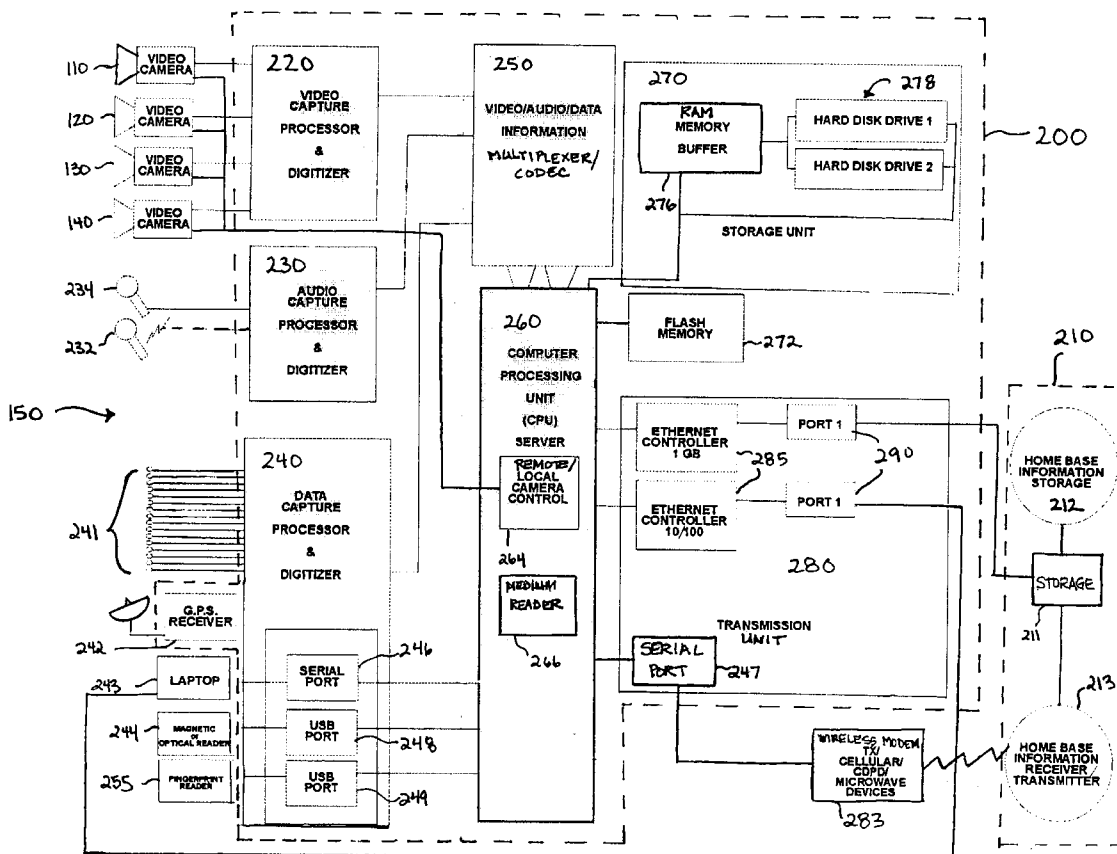 110
VIDEO
CAMERA
120
VIDEO
CAMERA
130
VIDEO
CAMERA
140
VIDEO
CAMERA
234
232
150
241
242
G.P.S.
RECEIVER
243
LAPTOP
244
MAGNETIC
or
OPTICAL READER
255
FINGERPRINT
READER
220
VIDEO
CAPTURE
PROCESSOR
&
DIGITIZER
230
AUDIO
CAPTURE
PROCESSOR
&
DIGITIZER
240
DATA
CAPTURE
PROCESSOR
&
DIGITIZER
SERIAL
PORT
246
USB
PORT
248
USB
PORT
249
250
VIDEO/AUDIO/DATA
INFORMATION
MULTIPLEXER/
CODEC
260
COMPUTER
PROCESSING
UNIT
(CPU)
SERVER
REMOTE/
LOCAL
CAMERA
CONTROL
264
MEDIUM
READER
266
270
RAM
MEMORY
BUFFER
276
278
HARD DISK DRIVE 1
HARD DISK DRIVE 2
STORAGE UNIT
200
FLASH
MEMORY
272
ETHERNET
CONTROLLER
1 GB
285
PORT 1
290
ETHERNET
CONTROLLER
10/100
PORT 1
280
TRANSMISSION
UNIT
SERIAL
PORT
247
WIRELESS MODEM
TX/
CELLULAR/
CDPD/
MICROWAVE
DEVICES
283
210
HOME BASE
INFORMATION
STORAGE
212
STORAGE
211
213
HOME BASE
INFORMATION
RECEIVER
TRANSMITTER